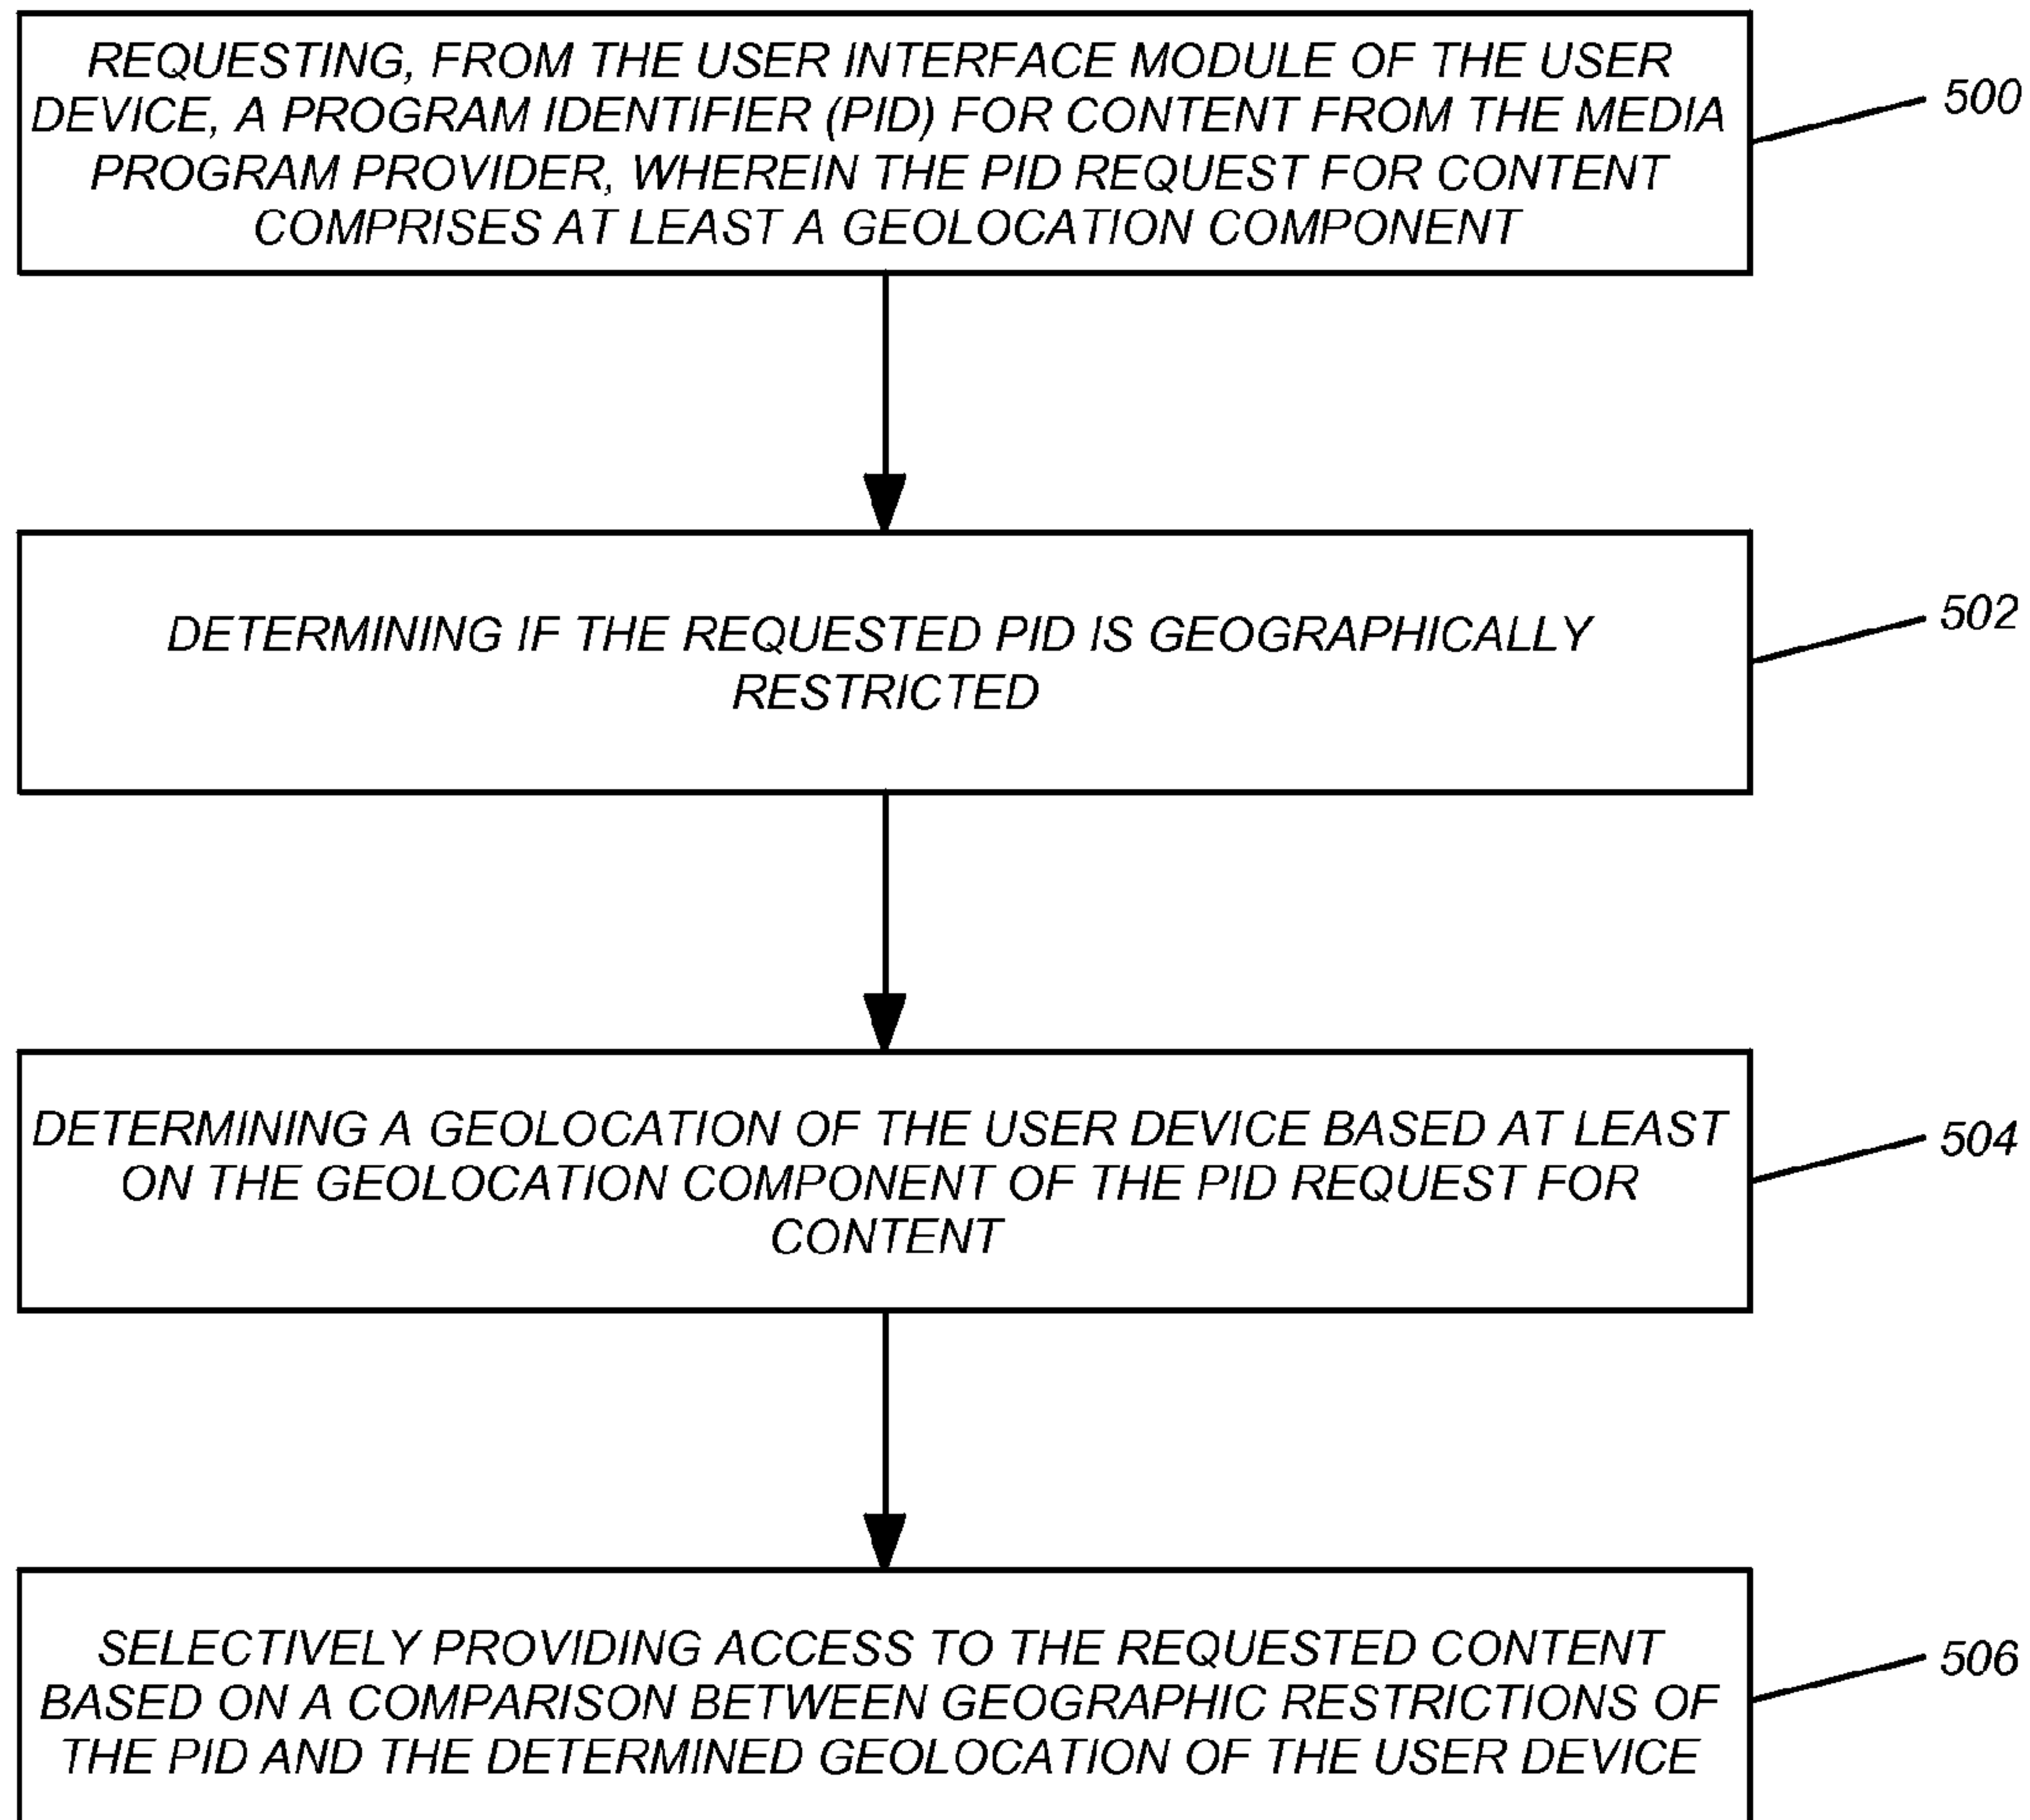 REQUESTING, FROM THE USER INTERFACE MODULE OF THE USER
DEVICE, A PROGRAM IDENTIFIER (PID) FOR CONTENT FROM THE MEDIA
PROGRAM PROVIDER, WHEREIN THE PID REQUEST FOR CONTENT
COMPRISES AT LEAST A GEOLOCATION COMPONENT
500
DETERMINING IF THE REQUESTED PID IS GEOGRAPHICALLY
RESTRICTED
502
DETERMINING A GEOLOCATION OF THE USER DEVICE BASED AT LEAST
ON THE GEOLOCATION COMPONENT OF THE PID REQUEST FOR
CONTENT
504
SELECTIVELY PROVIDING ACCESS TO THE REQUESTED CONTENT
BASED ON A COMPARISON BETWEEN GEOGRAPHIC RESTRICTIONS OF
THE PID AND THE DETERMINED GEOLOCATION OF THE USER DEVICE
506